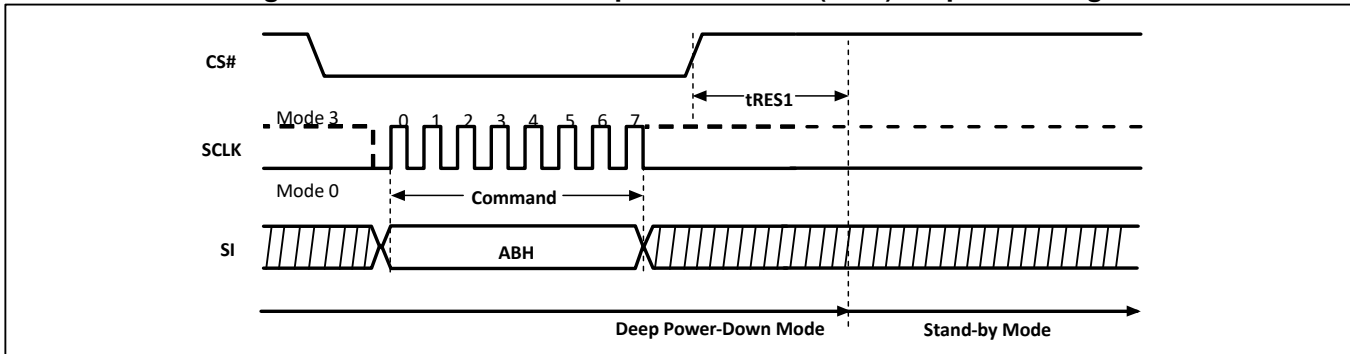 CS#
tRES1
Mode 3
0 1 2 3 4 5 6 7
SCLK
Mode 0
Command
SI
ABH
Deep Power-Down Mode
Stand-by Mode